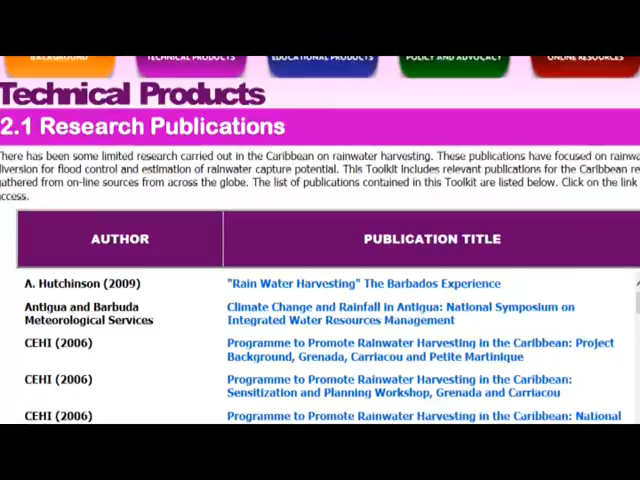 BACKGROUND TECHNICAL PRODUCTS EDUCATIONAL PRODUCTS POLICY AND ADVOCACY ONLINE RESOURCES
Technical Products
2.1 Research Publications
There has been some limited research carried out in the Caribbean on rainwater harvesting. These publications have focused on
diversion for flood control and estimation of rainwater capture potential. This Toolkit includes relevant publications for the Caribbean
gathered from on-line sources from across the globe. The list of publications contained in this Toolkit are listed below. Click on the link
access.
AUTHOR PUBLICATION TITLE
A. Hutchinson (2009) "Rain Water Harvesting" The Barbados Experience
Antigua and Barbuda Climate Change and Rainfall in Antigua: National Symposium on
Meteorological Services Integrated Water Resources Management
CEHI (2006) Programme to Promote Rainwater Harvesting in the Caribbean: Project
Background, Grenada, Carriacou and Petite Martinique
CEHI (2006) Programme to Promote Rainwater Harvesting in the Caribbean:
Sensitization and Planning Workshop, Grenada and Carriacou
CEHI (2006) Programme to Promote Rainwater Harvesting in the Caribbean: National